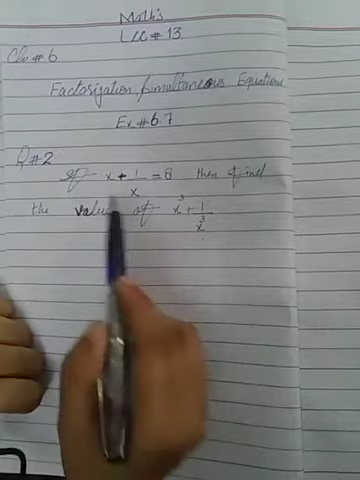 Maths
Lec # 13
Ch # 6
Factorization, Simultaneous Equations
Ex # 6.7
Q # 2
If x + 1/x = 8 then find
the value of x³ + 1/x³